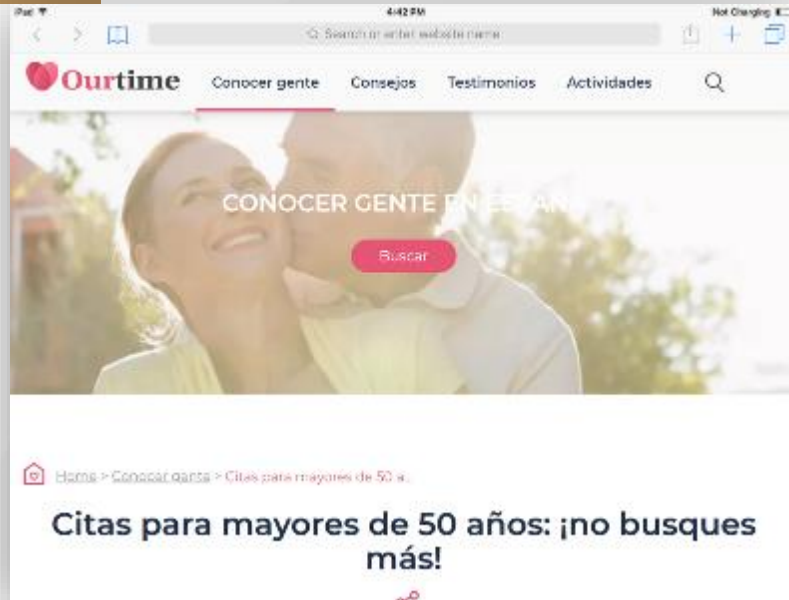 iPad 4:42 PM Not Charging
Search or enter website name
Ourtime Conocer gente Consejos Testimonios Actividades
CONOCER GENTE EN ESPAÑA
Buscar
Home > Conocer gente > Citas para mayores de 50 a..
Citas para mayores de 50 años: ¡no busques
más!